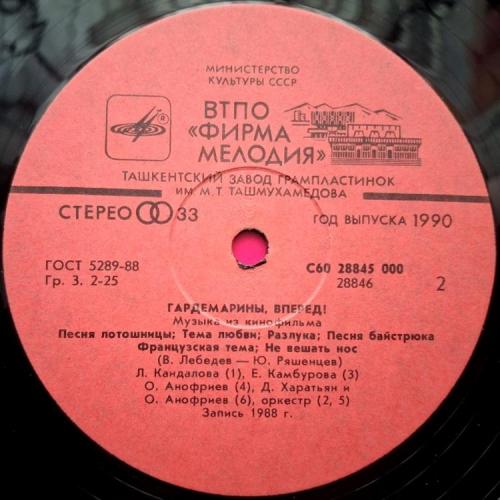 МИНИСТЕРСТВО
КУЛЬТУРЫ СССР
ВТПО
«ФИРМА
МЕЛОДИЯ»
ТАШКЕНТСКИЙ ЗАВОД ГРАМПЛАСТИНОК
ИМ. М. Т. ТАШМУХАМЕДОВА
СТЕРЕО 33
ГОД ВЫПУСКА 1990
ГОСТ 5289-88
Гр. 3. 2-25
С60 28845 000
28846
2
ГАРДЕМАРИНЫ, ВПЕРЕД!
Музыка из кинофильма
Песня лотошницы; Тема любви; Разлука; Песня байстрюка
Французская тема; Не вешать нос
(В. Лебедев — Ю. Ряшенцев)
Л. Кандалова (1), Е. Камбурова (3)
О. Анофриев (4), Д. Харатьян и
О. Анофриев (6), оркестр (2, 5)
Запись 1988 г.